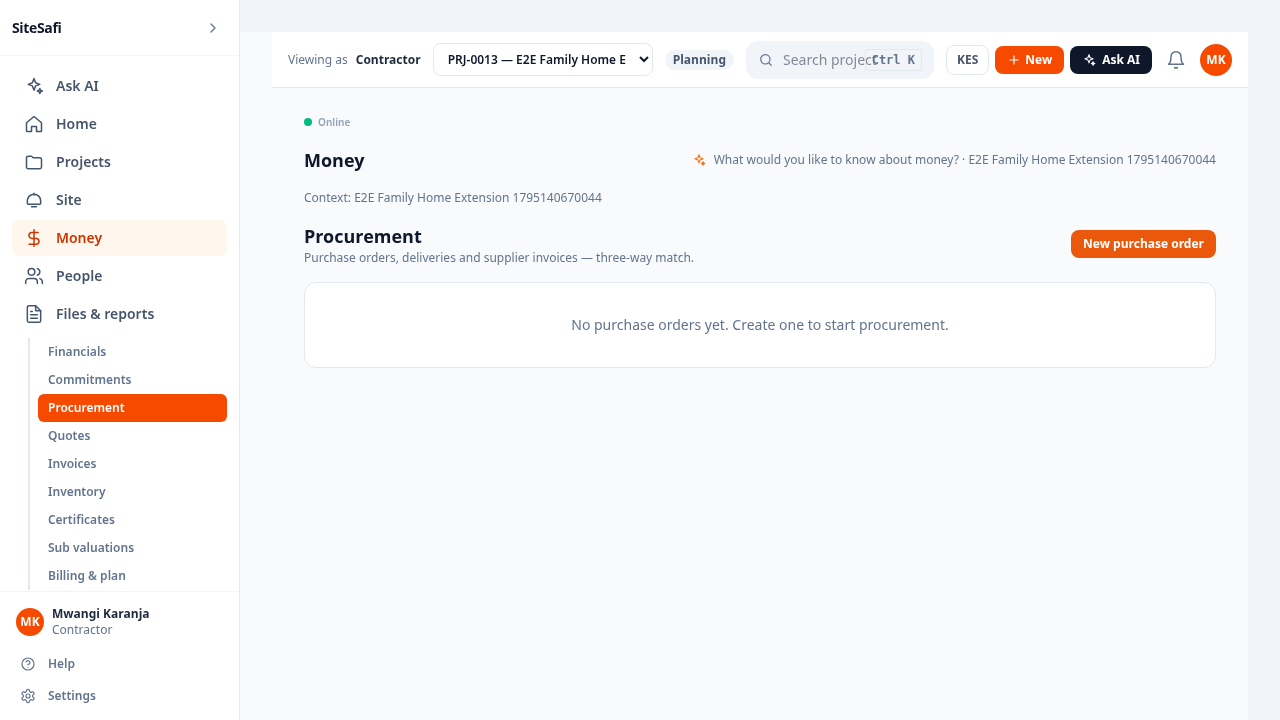 SiteSafi
Ask AI
Home
Projects
Site
Money
People
Files & reports
Financials
Commitments
Procurement
Quotes
Invoices
Inventory
Certificates
Sub valuations
Billing & plan
MK
Mwangi Karanja
Contractor
Help
Settings
Viewing as Contractor
PRJ-0013 — E2E Family Home E
Planning
Search project
Ctrl K
KES
New
Ask AI
MK
Online
Money
What would you like to know about money? · E2E Family Home Extension 1795140670044
Context: E2E Family Home Extension 1795140670044
Procurement
Purchase orders, deliveries and supplier invoices — three-way match.
New purchase order
No purchase orders yet. Create one to start procurement.